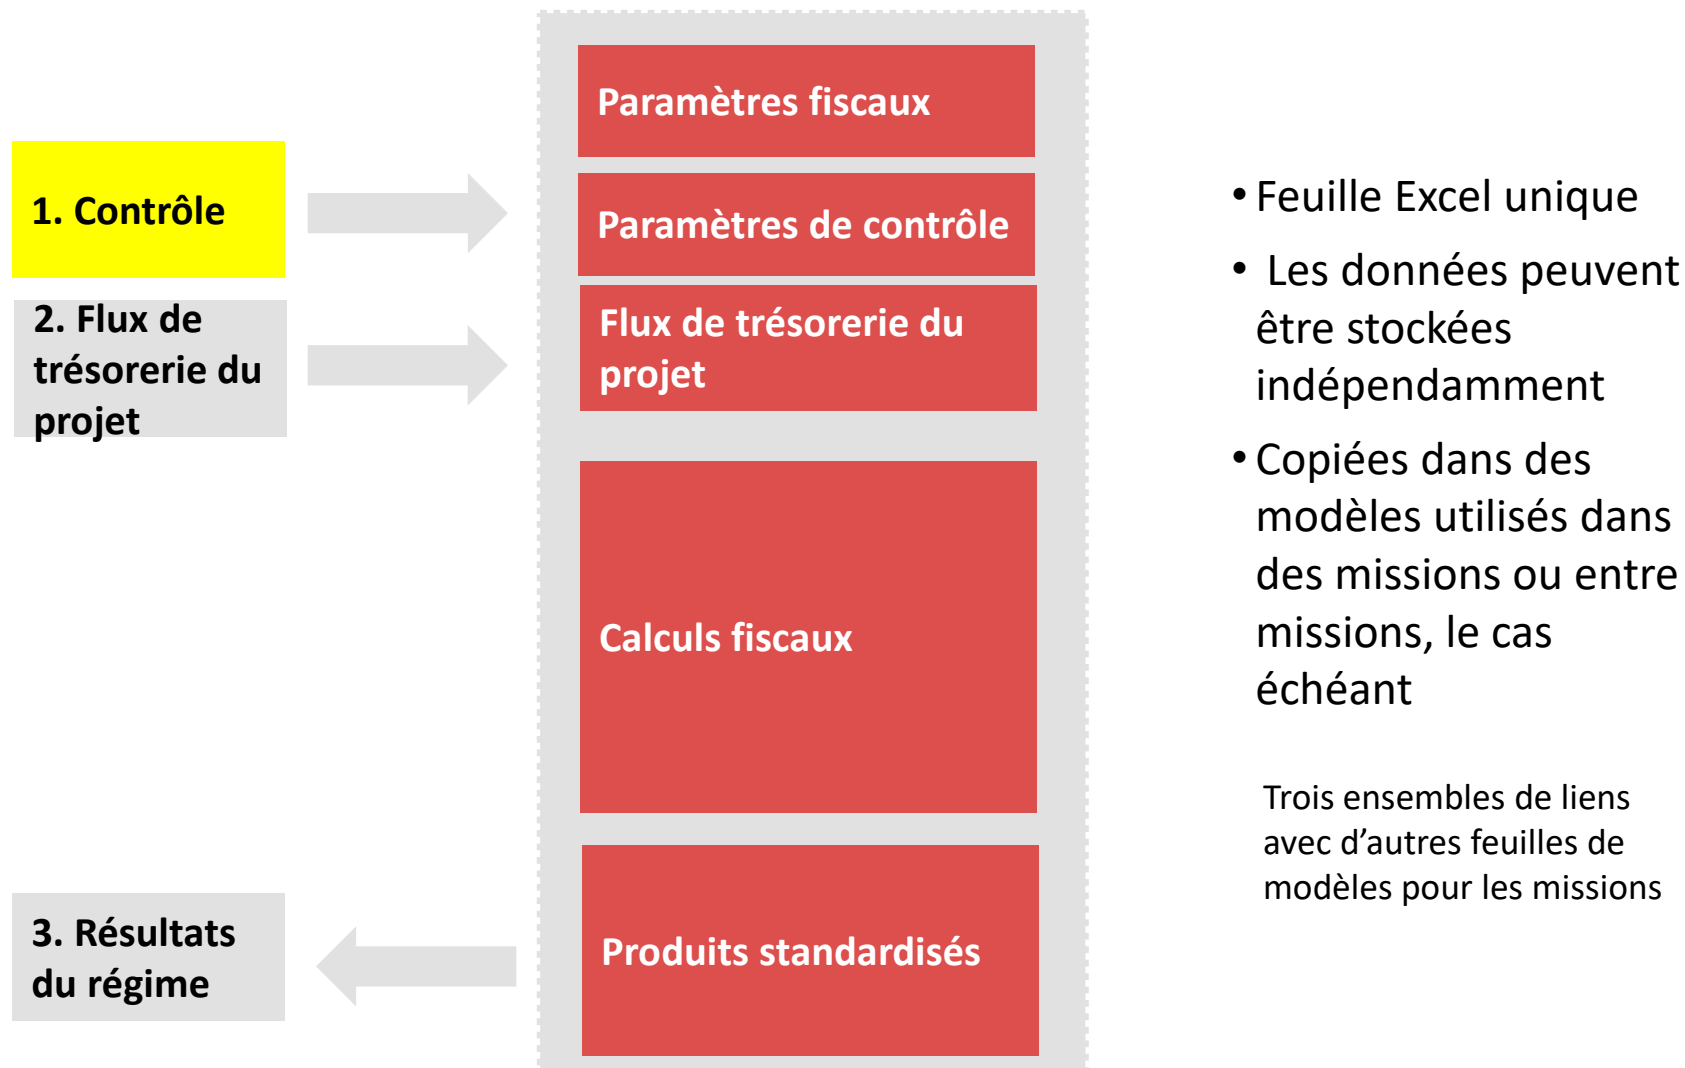 Paramètres fiscaux
1. Contrôle
Paramètres de contrôle
2. Flux de
trésorerie du
projet
Flux de trésorerie du
projet
Calculs fiscaux
3. Résultats
du régime
Produits standardisés
• Feuille Excel unique
• Les données peuvent
être stockées
indépendamment
• Copiées dans des
modèles utilisés dans
des missions ou entre
missions, le cas
échéant
Trois ensembles de liens
avec d’autres feuilles de
modèles pour les missions